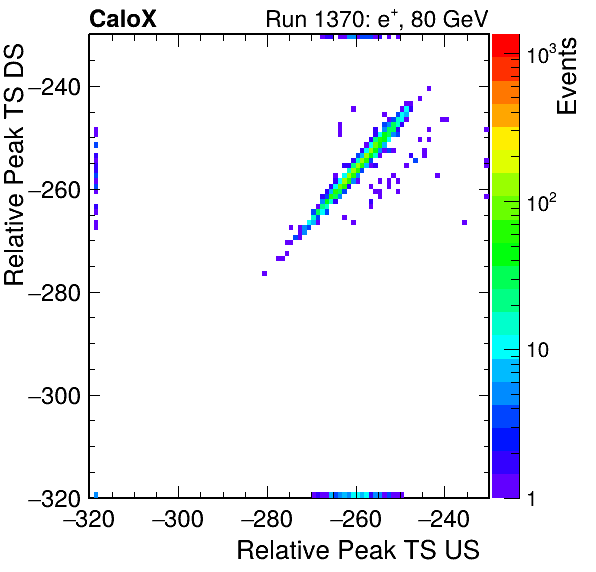 CaloX Run 1370: e+, 80 GeV
Relative Peak TS DS
−240
−260
−280
−300
−320
−320 −300 −280 −260 −240
Relative Peak TS US
10³
10²
10
1
Events